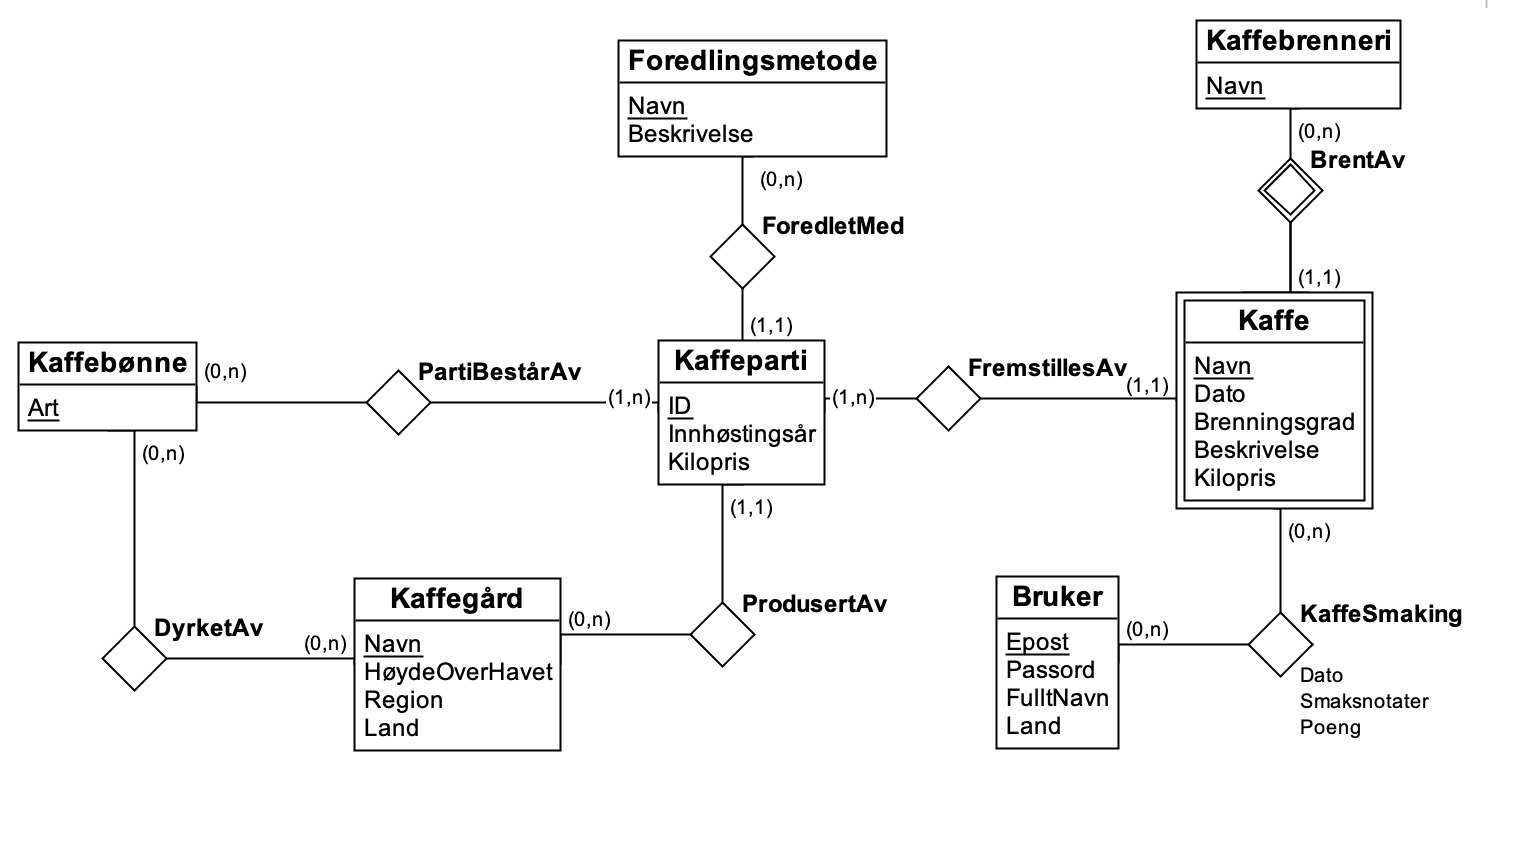 Kaffebrenneri
Navn
(0,n)
BrentAv
(1,1)
Foredlingsmetode
Navn
Beskrivelse
(0,n)
ForedletMed
(1,1)
Kaffebønne
Art
(0,n)
PartiBestårAv
(1,n)
Kaffeparti
ID
Innhøstingsår
Kilopris
(1,n)
FremstillesAv
(1,1)
Kaffe
Navn
Dato
Brenningsgrad
Beskrivelse
Kilopris
(0,n)
(0,n)
DyrketAv
(0,n)
Kaffegård
Navn
HøydeOverHavet
Region
Land
(0,n)
(1,1)
ProdusertAv
Bruker
Epost
Passord
FulltNavn
Land
(0,n)
KaffeSmaking
Dato
Smaksnotater
Poeng